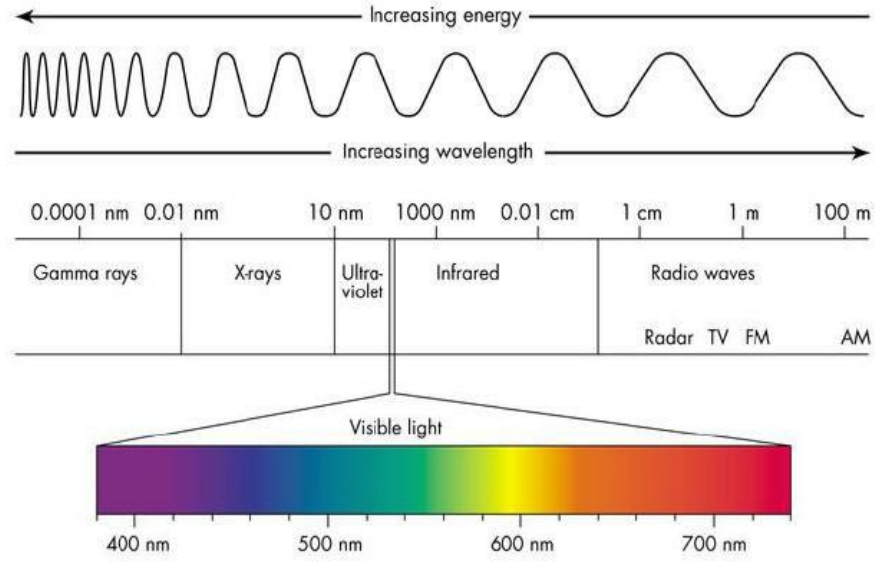 Increasing energy
Increasing wavelength
0.0001 nm 0.01 nm 10 nm 1000 nm 0.01 cm 1 cm 1 m 100 m
Gamma rays X-rays Ultra-
violet Infrared Radio waves
Radar TV FM AM
Visible light
400 nm 500 nm 600 nm 700 nm